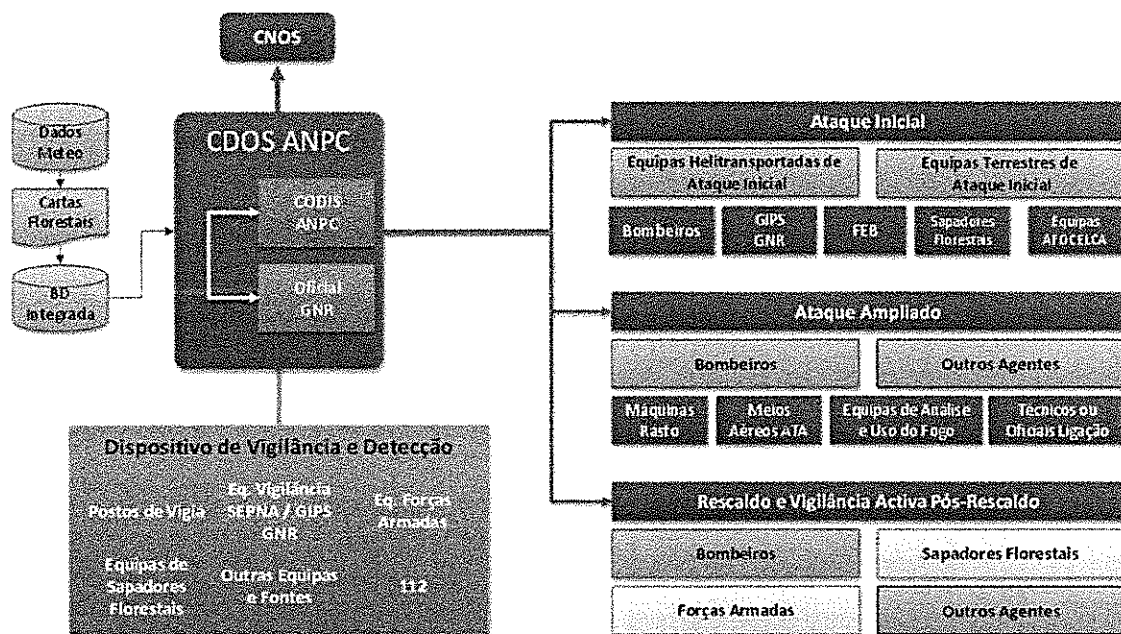 CNOS
Dados
Meteo
Cartas
Florestais
BD
Integrada
CDOS ANPC
CODIS
ANPC
Oficial
GNR
Dispositivo de Vigilância e Detecção
Postos de Vigia
Eq. Vigilância
SEPNA / GIPS
GNR
Eq. Forças
Armadas
Equipas de
Sapadores
Florestais
Outras Equipas
e Fontes
112
Ataque Inicial
Equipas Helitransportadas de
Ataque Inicial
Equipas Terrestres de
Ataque Inicial
Bombeiros
GIPS
GNR
FEB
Sapadores
Florestais
Equipas
AFOCELCA
Ataque Ampliado
Bombeiros
Outros Agentes
Máquinas
Rasto
Meios
Aéreos ATA
Equipas de Análise
e Uso do Fogo
Técnicos ou
Oficiais Ligação
Rescaldo e Vigilância Activa Pós-Rescaldo
Bombeiros
Sapadores Florestais
Forças Armadas
Outros Agentes